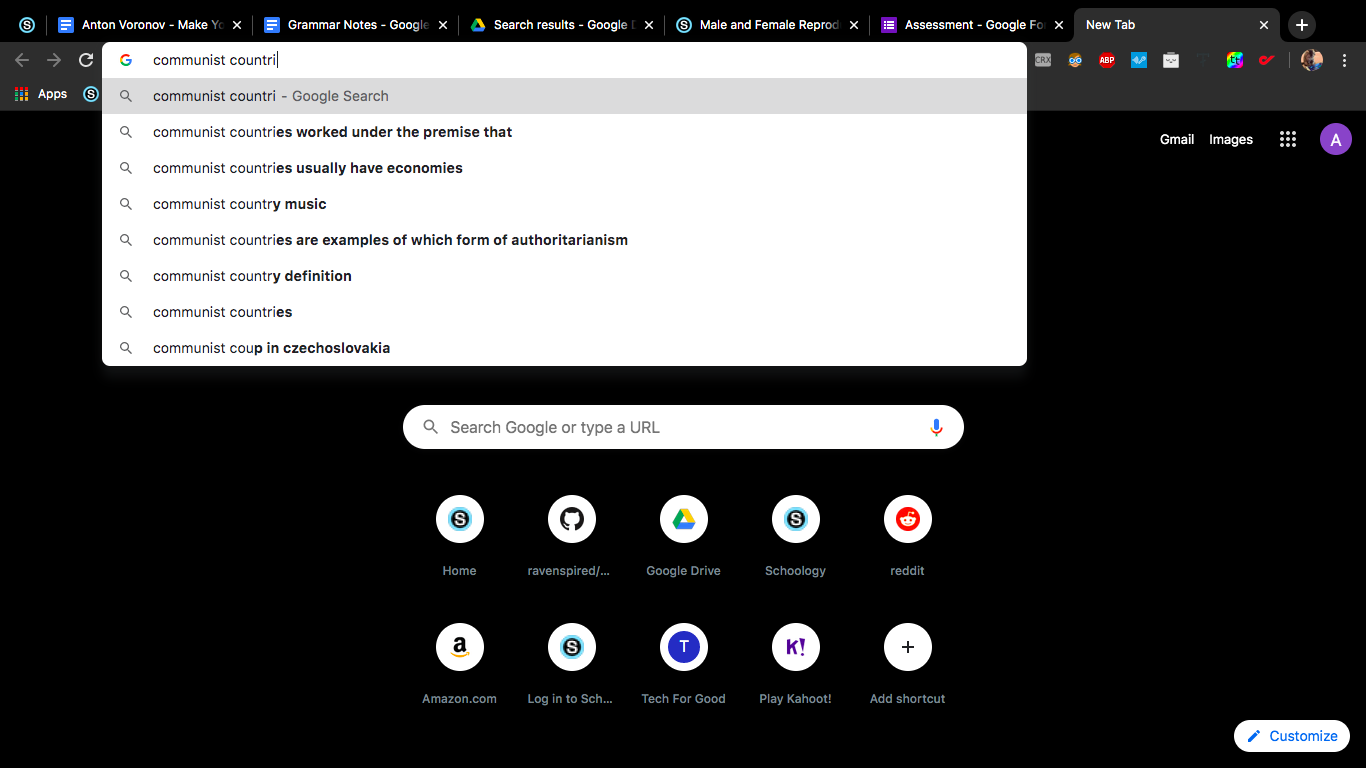 Anton Voronov - Make Yo
Grammar Notes - Google
Search results - Google D
Male and Female Reprod
Assessment - Google Fo
New Tab
communist countri
CRX
ABP
Apps
communist countri - Google Search
communist countries worked under the premise that
communist countries usually have economies
communist country music
communist countries are examples of which form of authoritarianism
communist country definition
communist countries
communist coup in czechoslovakia
Gmail
Images
A
Search Google or type a URL
Home
ravenspired/...
Google Drive
Schoology
reddit
T
K!
Amazon.com
Log in to Sch...
Tech For Good
Play Kahoot!
Add shortcut
Customize